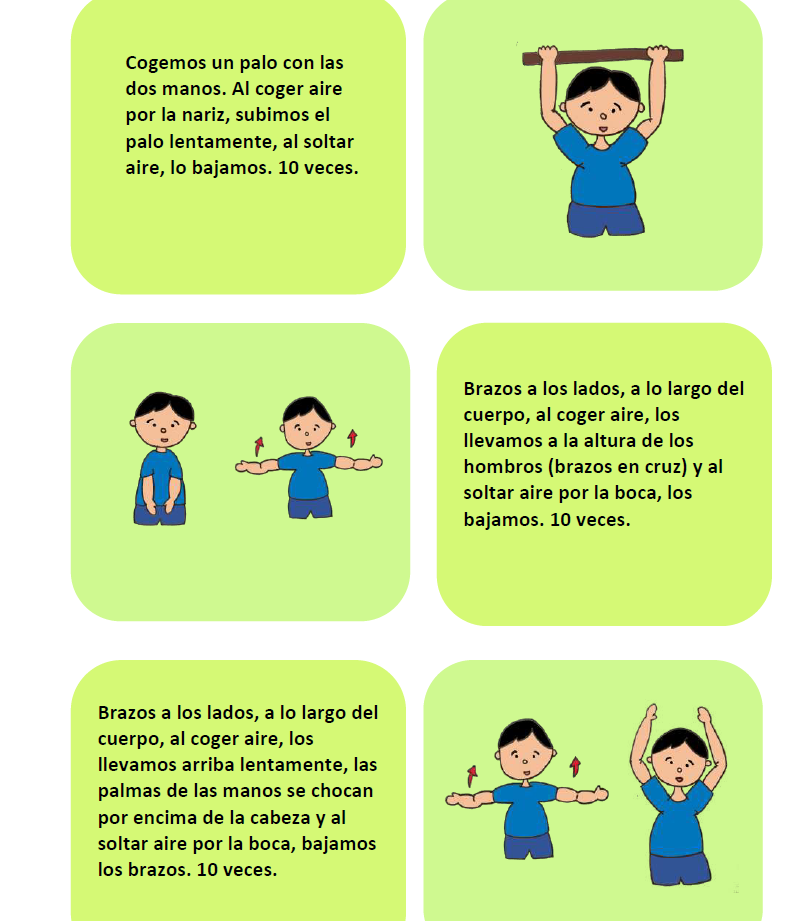 Cogemos un palo con las
dos manos. Al coger aire
por la nariz, subimos el
palo lentamente, al soltar
aire, lo bajamos. 10 veces.
Brazos a los lados, a lo largo del
cuerpo, al coger aire, los
llevamos a la altura de los
hombros (brazos en cruz) y al
soltar aire por la boca, los
bajamos. 10 veces.
Brazos a los lados, a lo largo del
cuerpo, al coger aire, los
llevamos arriba lentamente, las
palmas de las manos se chocan
por encima de la cabeza y al
soltar aire por la boca, bajamos
los brazos. 10 veces.